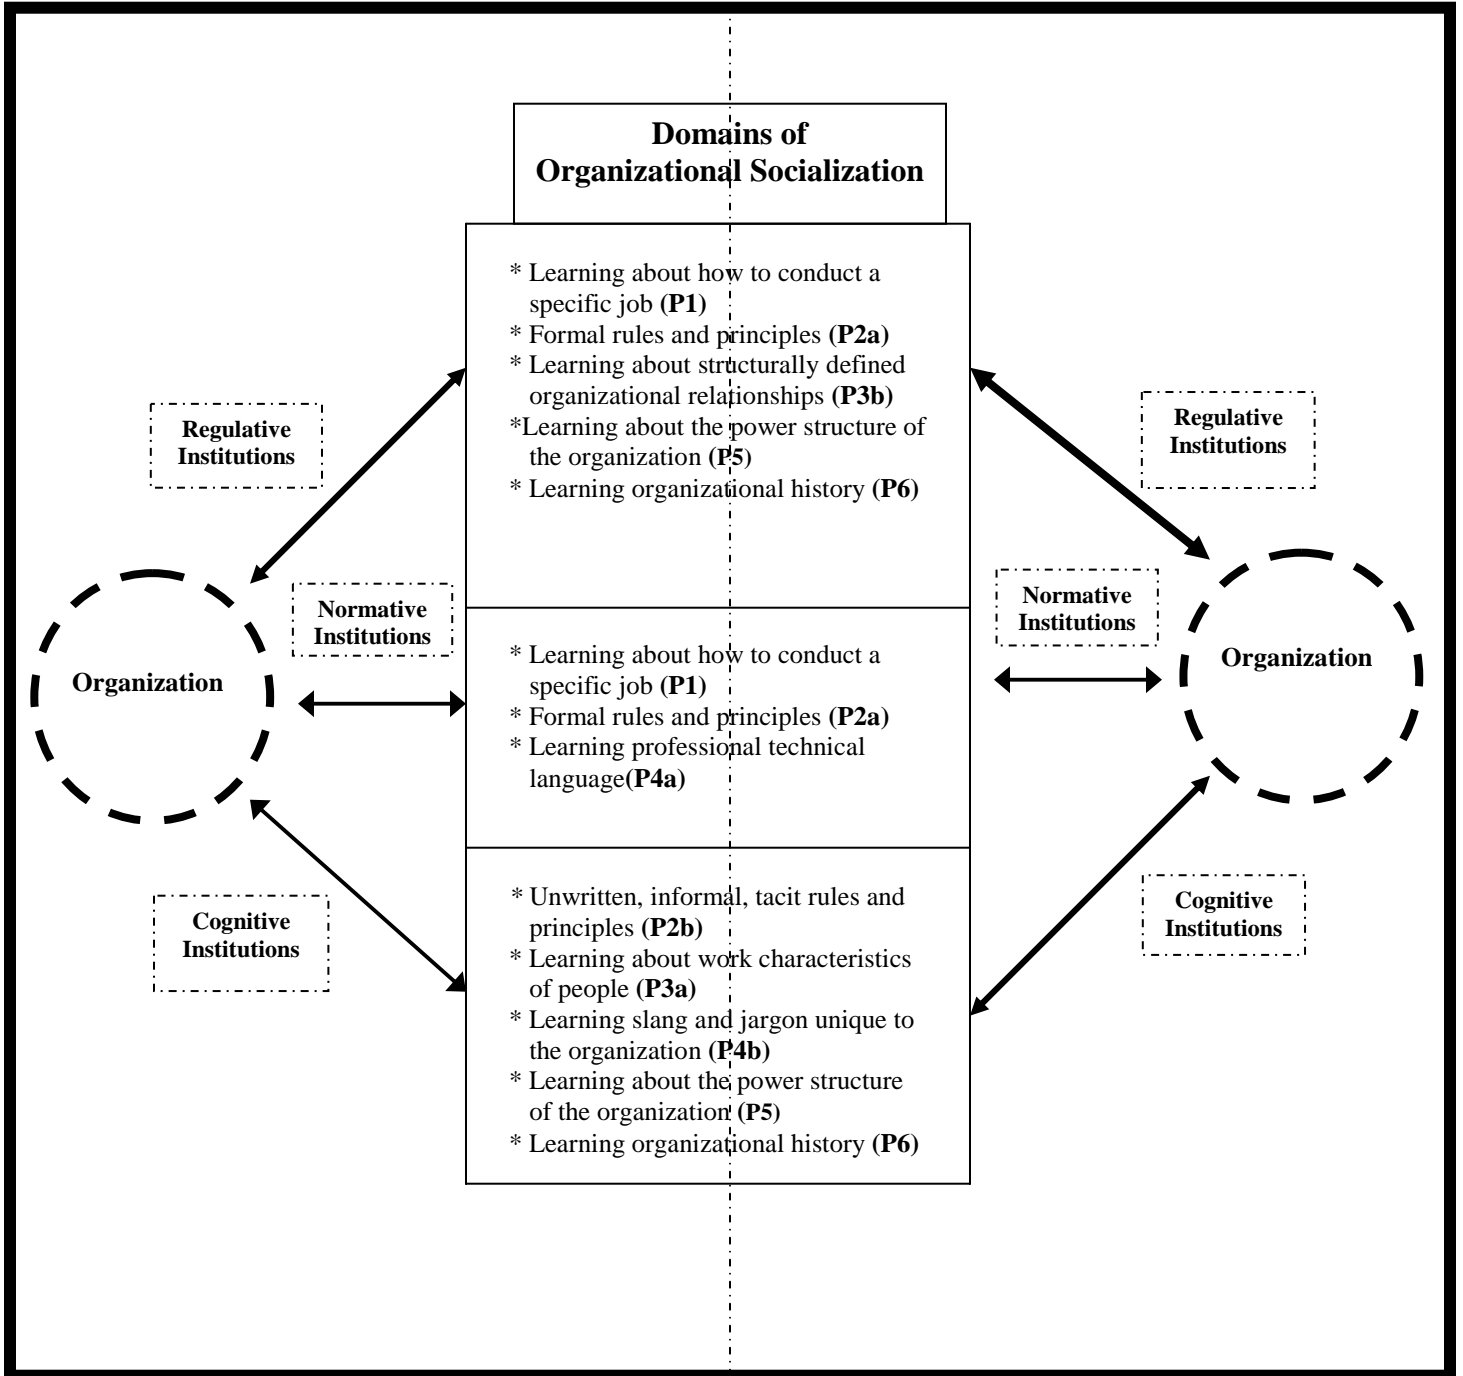 Domains of
Organizational Socialization
* Learning about how to conduct a
specific job (P1)
* Formal rules and principles (P2a)
* Learning about structurally defined
organizational relationships (P3b)
*Learning about the power structure of
the organization (P5)
* Learning organizational history (P6)
Regulative
Institutions
Regulative
Institutions
Normative
Institutions
Normative
Institutions
Organization
Organization
* Learning about how to conduct a
specific job (P1)
* Formal rules and principles (P2a)
* Learning professional technical
language(P4a)
Cognitive
Institutions
Cognitive
Institutions
* Unwritten, informal, tacit rules and
principles (P2b)
* Learning about work characteristics
of people (P3a)
* Learning slang and jargon unique to
the organization (P4b)
* Learning about the power structure
of the organization (P5)
* Learning organizational history (P6)